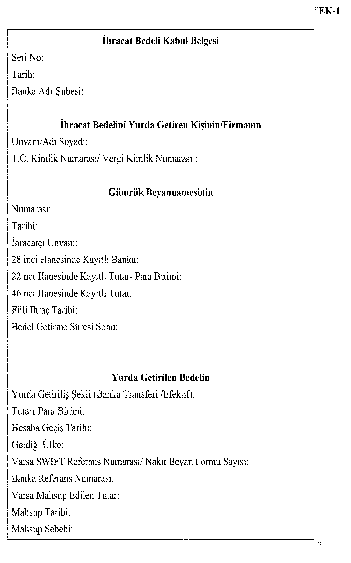 "EK-1
İhracat Bedeli Kabul Belgesi
Seri No:
Tarih:
Banka Adı Şubesi:
İhracat Bedelini Yurda Getiren Kişinin/Firmanın
Unvanı/Adı Soyadı:
T.C. Kimlik Numarası/ Vergi Kimlik Numarası :
Gümrük Beyannamesinin
Numarası:
Tarihi:
İhracatçı Unvanı:
28 inci Hanesinde Kayıtlı Banka:
22 nci Hanesinde Kayıtlı Tutar- Para Birimi:
46 ncı Hanesinde Kayıtlı Tutar:
Fiili İhraç Tarihi:
Bedel Getirme Süresi Sonu:
Yurda Getirilen Bedelin
Yurda Getiriliş Şekli (Banka Transferi /Efektif):
Tutarı Para Birimi:
Hesaba Geçiş Tarihi:
Geldiği Ülke:
Varsa SWIFT Referans Numarası/ Nakit Beyan Formu Sayısı:
Banka Referans Numarası:
Varsa Mahsup Edilen Tutar:
Mahsup Tarihi:
Mahsup Sebebi: